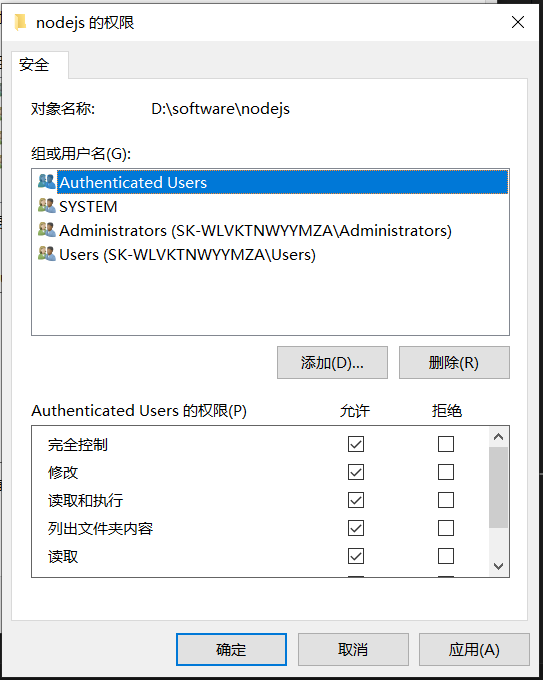 nodejs 的权限
安全
对象名称: D:\software\nodejs
组或用户名(G):
Authenticated Users
SYSTEM
Administrators (SK-WLVKTNWYYMZA\Administrators)
Users (SK-WLVKTNWYYMZA\Users)
添加(D)... 删除(R)
Authenticated Users 的权限(P) 允许 拒绝
完全控制
修改
读取和执行
列出文件夹内容
读取
确定 取消 应用(A)